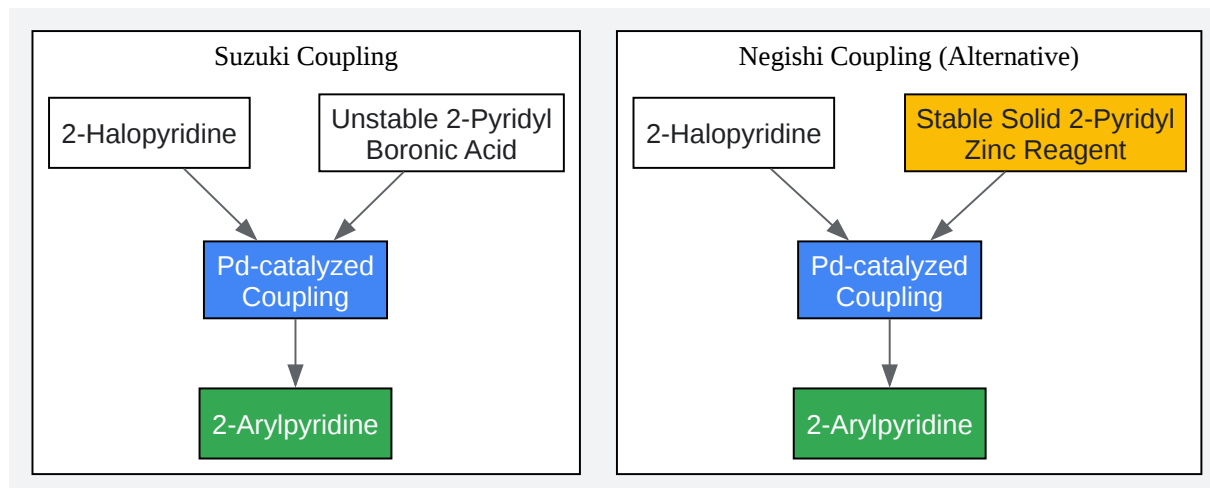 Suzuki Coupling
2-Halopyridine
Unstable 2-Pyridyl
Boronic Acid
Pd-catalyzed
Coupling
2-Arylpyridine
Negishi Coupling (Alternative)
2-Halopyridine
Stable Solid 2-Pyridyl
Zinc Reagent
Pd-catalyzed
Coupling
2-Arylpyridine